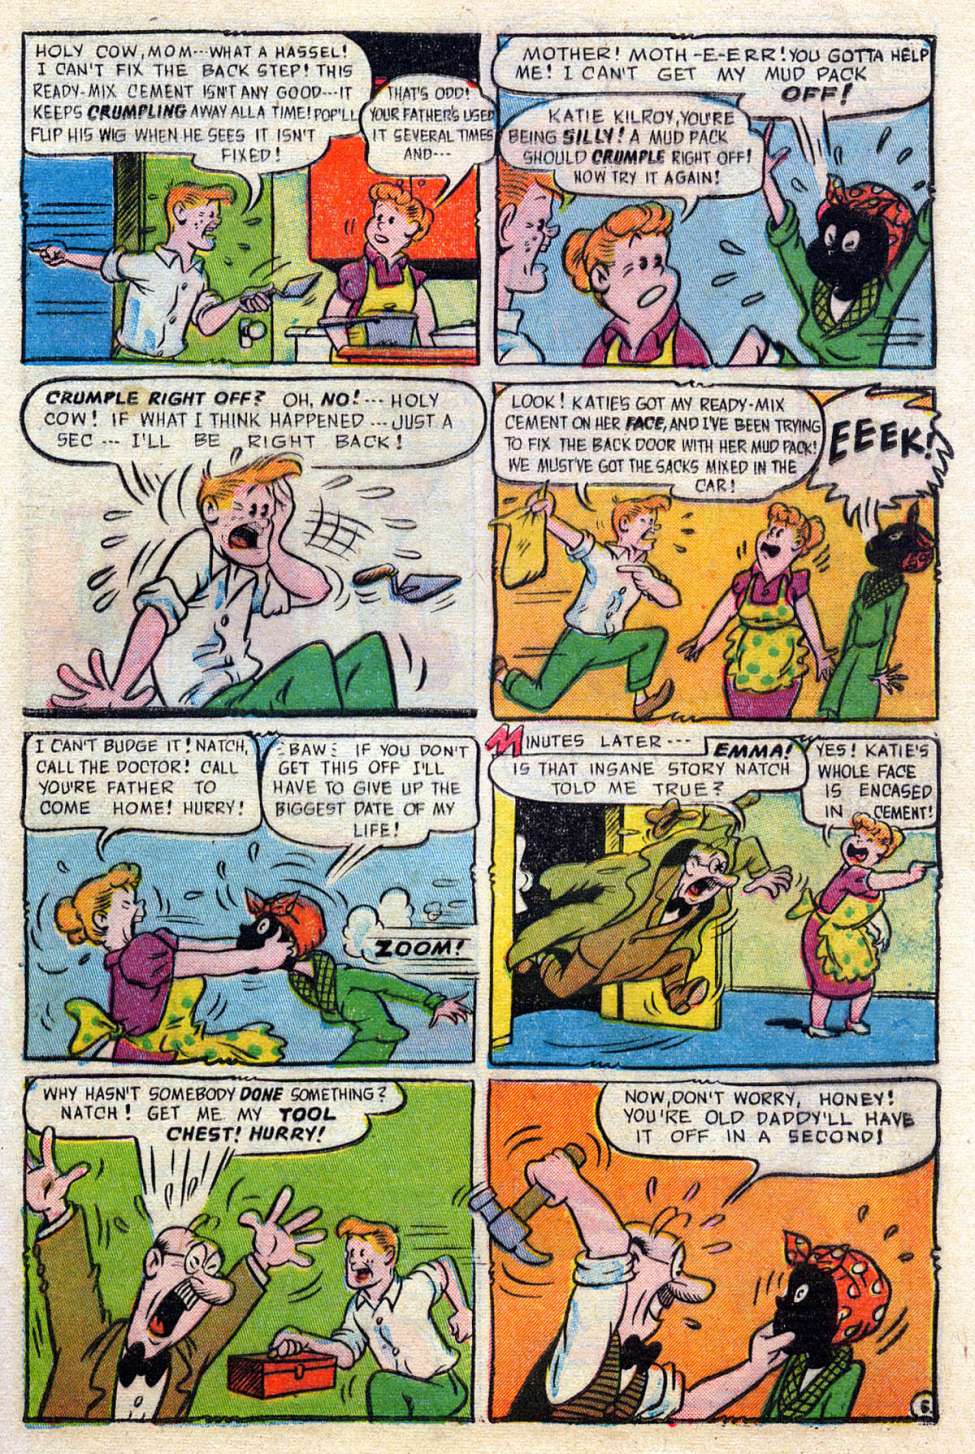 HOLY COW, MOM--- WHAT A HASSEL!
I CAN'T FIX THE BACK STEP! THIS
READY-MIX CEMENT ISN'T ANY GOOD---IT
KEEPS CRUMPLING AWAY ALLA TIME! POP'LL
FLIP HIS WIG WHEN HE SEES IT ISN'T
FIXED!
THAT'S ODD!
YOUR FATHER'S USED
IT SEVERAL TIMES
AND---
MOTHER! MOTH-E-ERR! YOU GOTTA HELP
ME! I CAN'T GET MY MUD PACK
OFF!
KATIE KILROY, YOU'RE
BEING SILLY! A MUD PACK
SHOULD CRUMPLE RIGHT OFF!
NOW TRY IT AGAIN!
CRUMPLE RIGHT OFF? OH, NO!--- HOLY
COW! IF WHAT I THINK HAPPENED --- JUST A
SEC --- I'LL BE RIGHT BACK!
LOOK! KATIE'S GOT MY READY-MIX
CEMENT ON HER FACE, AND I'VE BEEN TRYING
TO FIX THE BACK DOOR WITH HER MUD PACK!
WE MUST'VE GOT THE SACKS MIXED IN THE
CAR!
EEEK!
I CAN'T BUDGE IT! NATCH,
CALL THE DOCTOR! CALL
YOU'RE FATHER TO
COME HOME! HURRY!
BAW! IF YOU DON'T
GET THIS OFF I'LL
HAVE TO GIVE UP THE
BIGGEST DATE OF MY
LIFE!
ZOOM!
MINUTES LATER---
EMMA!
IS THAT INSANE STORY NATCH
TOLD ME TRUE?
YES! KATIE'S
WHOLE FACE
IS ENCASED
IN CEMENT!
WHY HASN'T SOMEBODY DONE SOMETHING?
NATCH! GET ME MY TOOL
CHEST! HURRY!
NOW, DON'T WORRY, HONEY!
YOU'RE OLD DADDY'LL HAVE
IT OFF IN A SECOND!
6